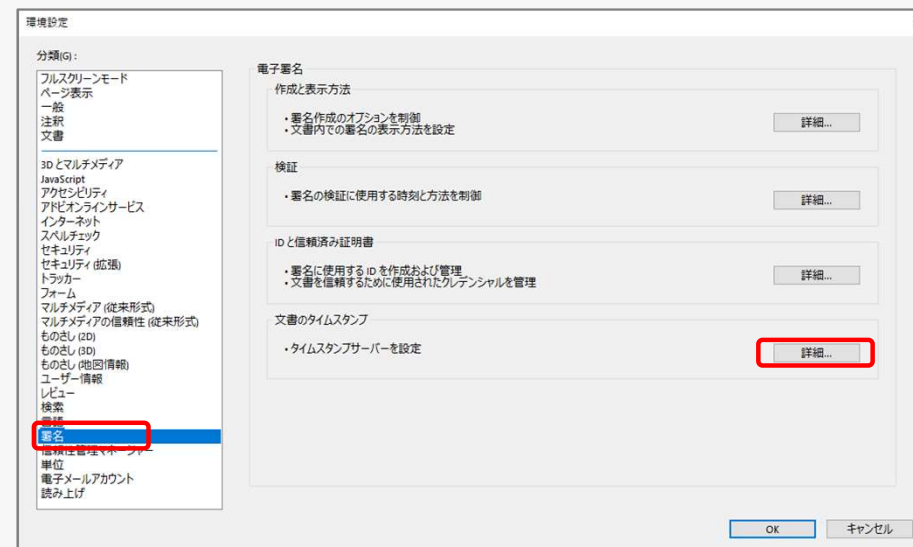 環境設定
分類(G):
フルスクリーンモード
ページ表示
一般
注釈
文書
3D とマルチメディア
JavaScript
アクセシビリティ
アドビオンラインサービス
インターネット
スペルチェック
セキュリティ
セキュリティ (拡張)
トラッカー
フォーム
マルチメディア (従来形式)
マルチメディアの信頼性 (従来形式)
ものさし (2D)
ものさし (3D)
ものさし (地図情報)
ユーザー情報
レビュー
検索
言語
署名
信頼性管理マネージャー
単位
電子メールアカウント
読み上げ
電子署名
作成と表示方法
・署名作成のオプションを制御
・文書内での署名の表示方法を設定
詳細...
検証
・署名の検証に使用する時刻と方法を制御
詳細...
ID と信頼済み証明書
・署名に使用する ID を作成および管理
・文書を信頼するために使用されたクレデンシャルを管理
詳細...
文書のタイムスタンプ
・タイムスタンプサーバーを設定
詳細...
OK
キャンセル